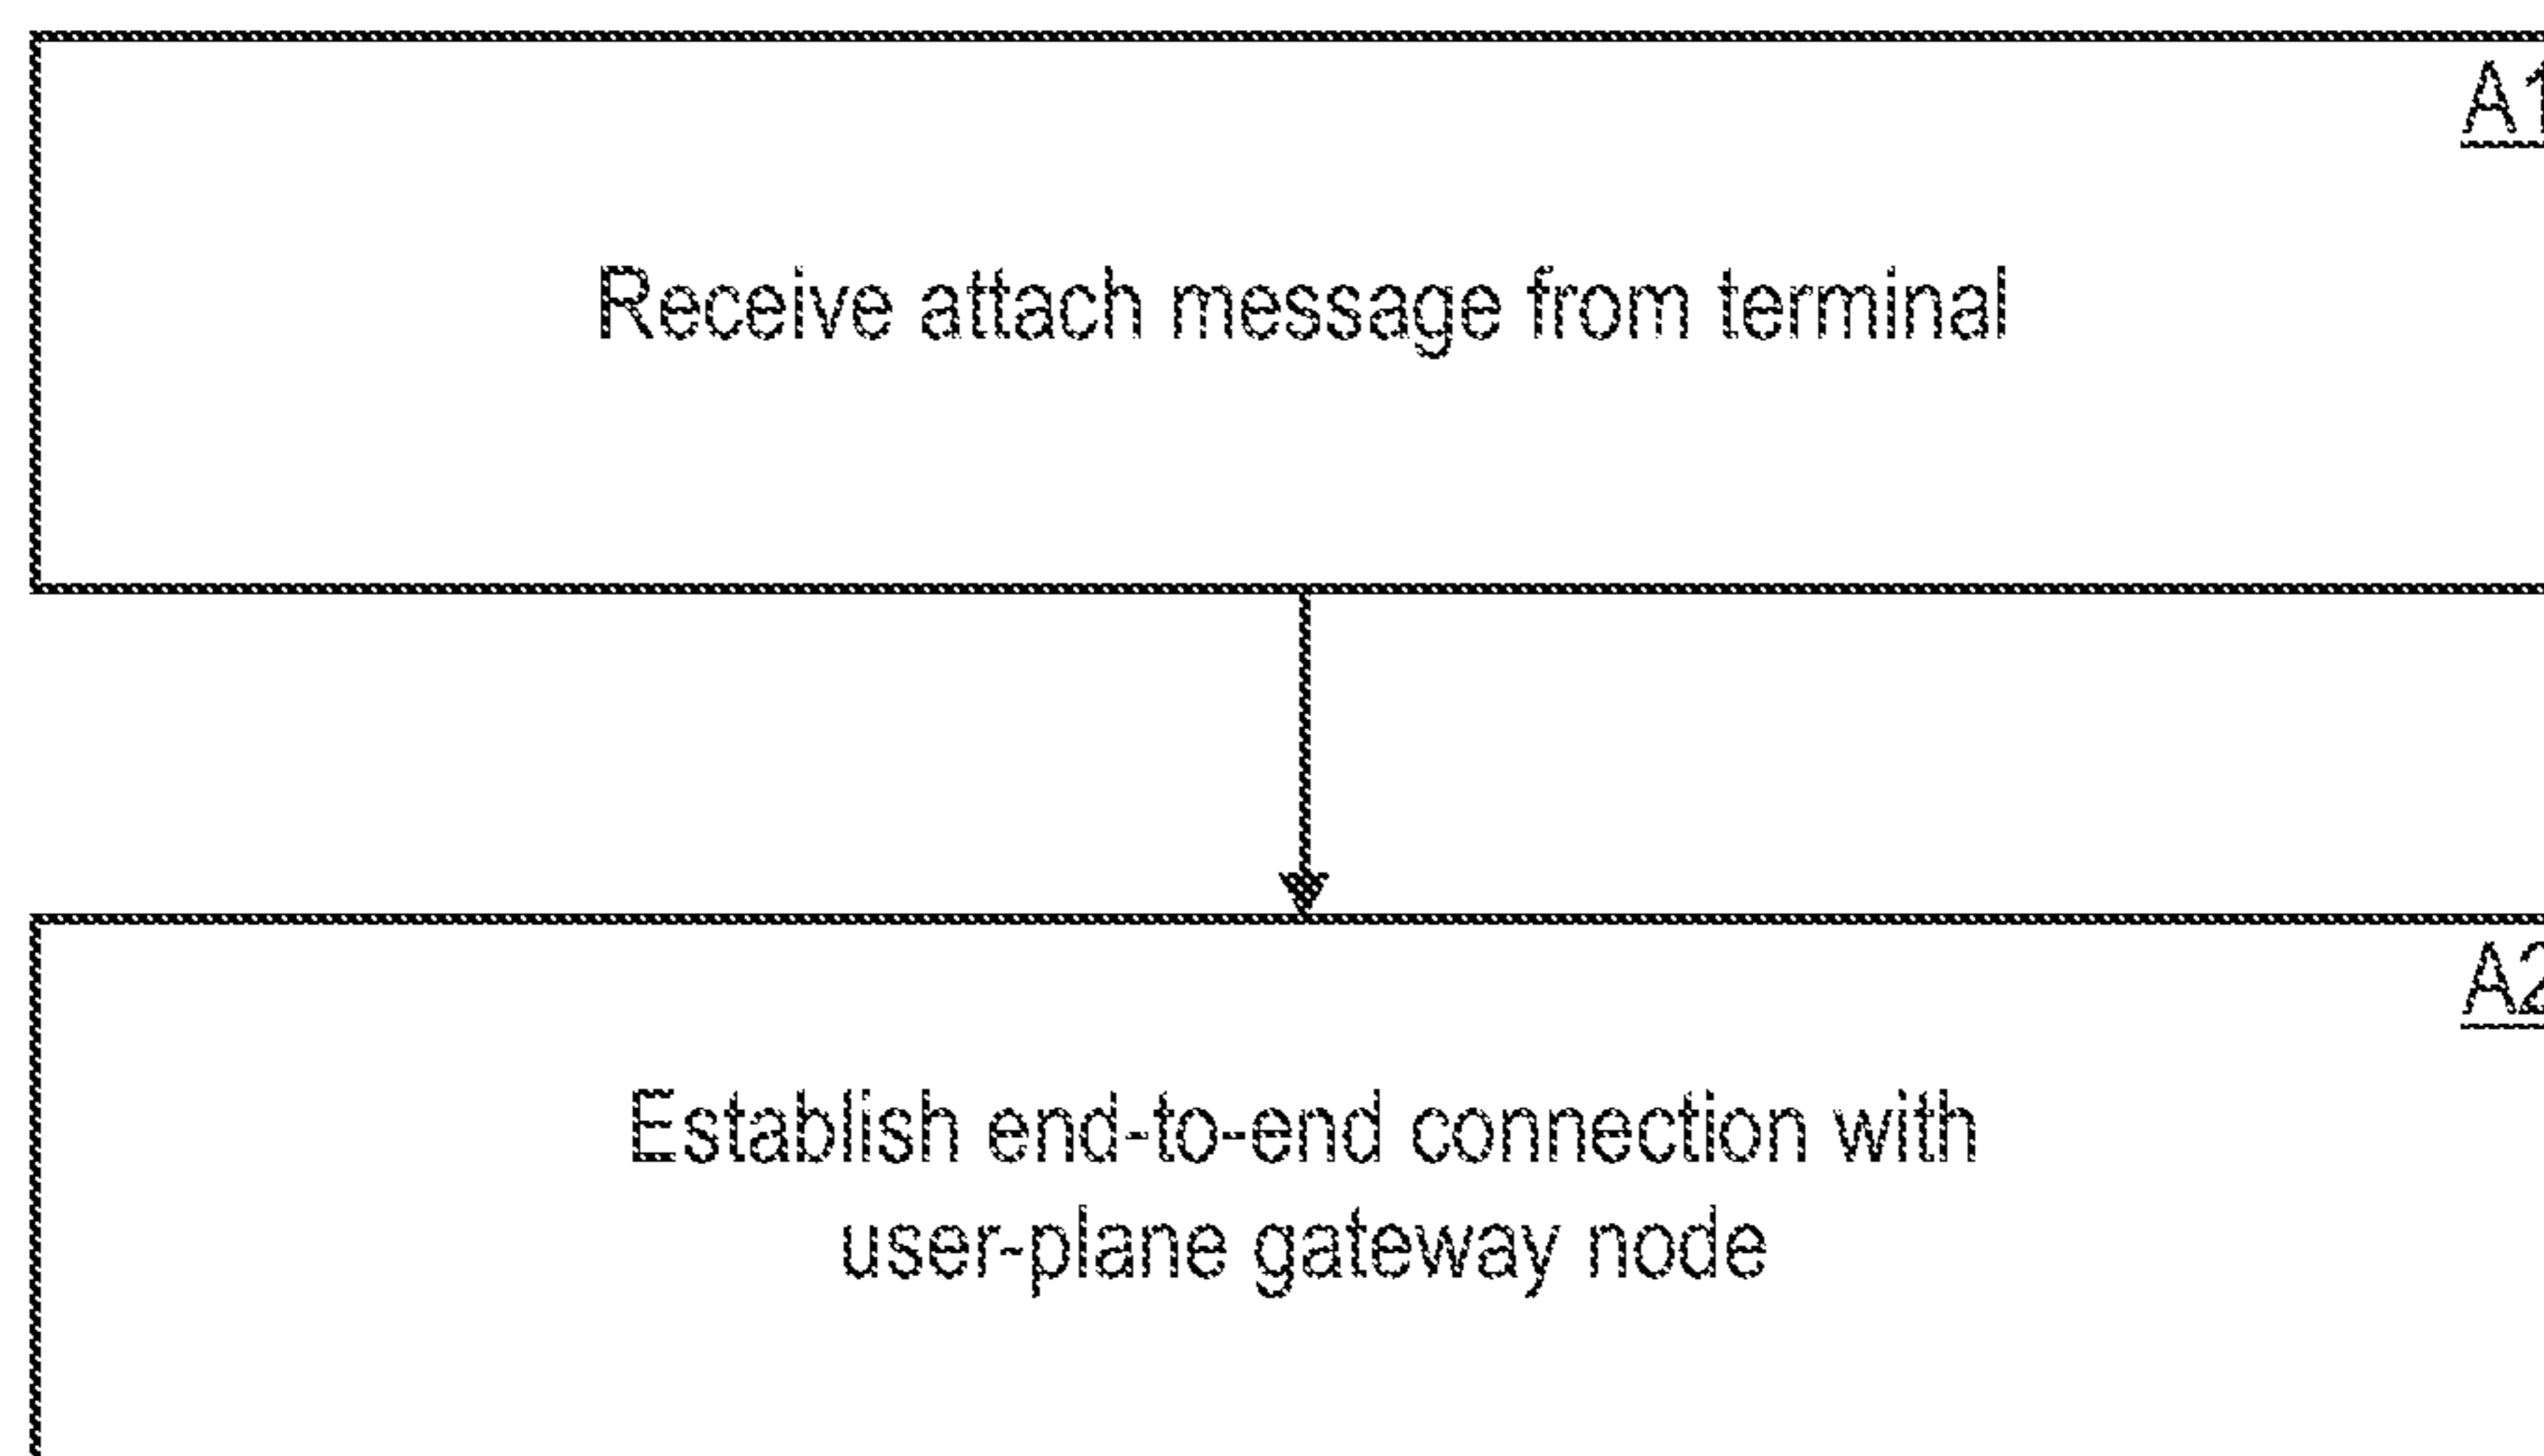 A1
Receive attach message from terminal
A2
Establish end-to-end connection with
user-plane gateway node